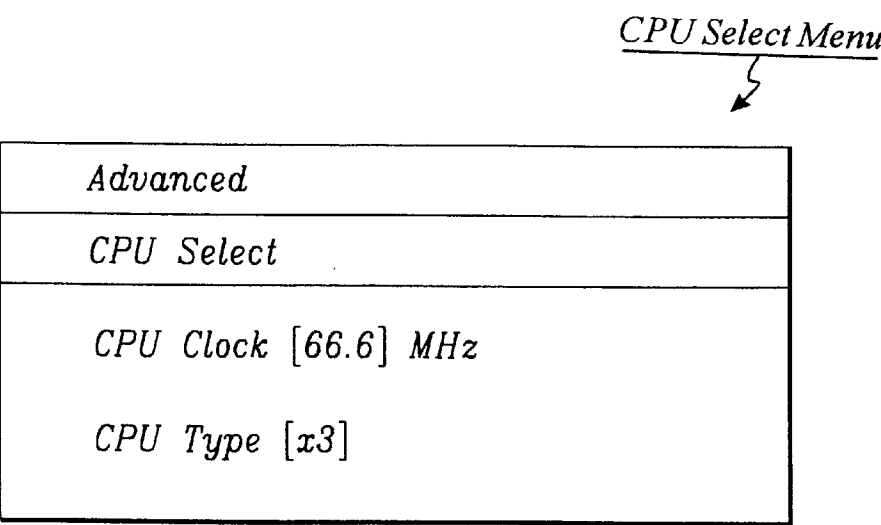 CPU Select Menu
Advanced
CPU Select
CPU Clock [66.6] MHz
CPU Type [x3]